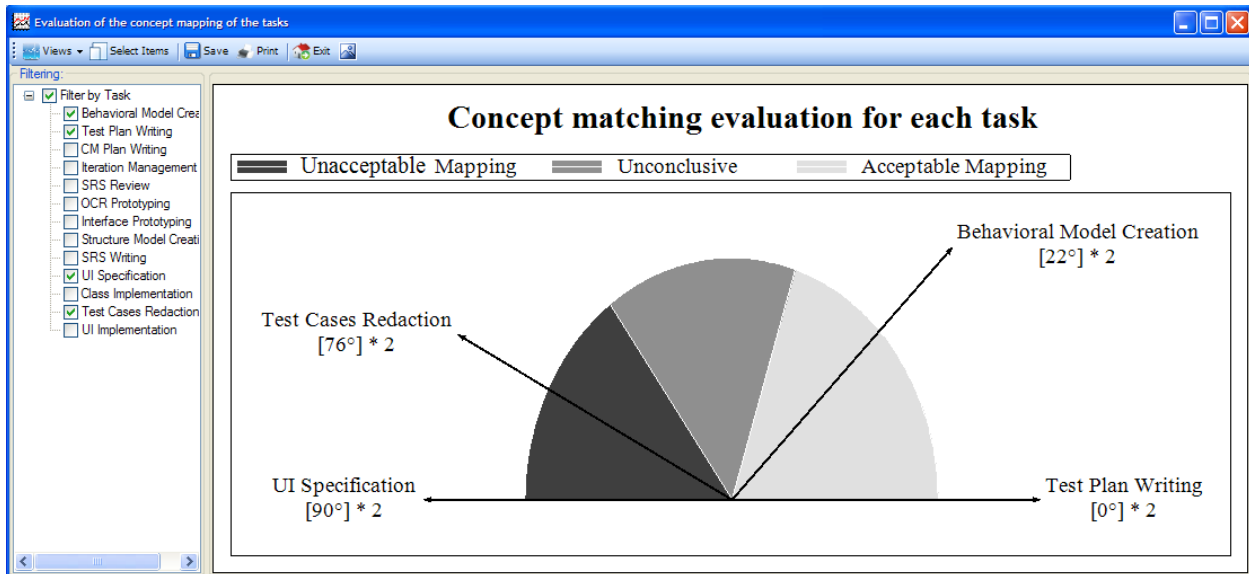 Evaluation of the concept mapping of the tasks
Views Select Items Save Print Exit
Filtering:
Filter by Task
Behavioral Model Crea
Test Plan Writing
CM Plan Writing
Iteration Management
SRS Review
OCR Prototyping
Interface Prototyping
Structure Model Creati
SRS Writing
UI Specification
Class Implementation
Test Cases Redaction
UI Implementation
Concept matching evaluation for each task
Unacceptable Mapping Unconclusive Acceptable Mapping
Behavioral Model Creation
[22°] * 2
Test Cases Redaction
[76°] * 2
UI Specification
[90°] * 2
Test Plan Writing
[0°] * 2